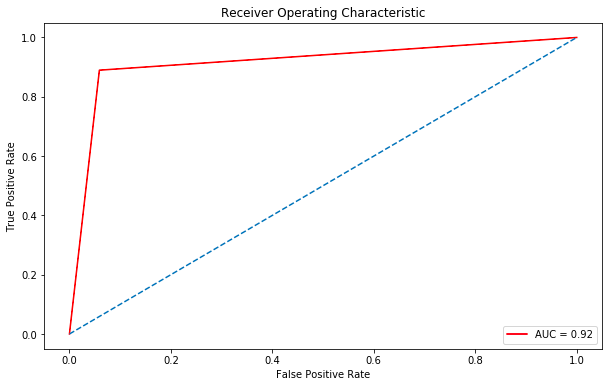 Receiver Operating Characteristic
1.0
0.8
0.6
0.4
0.2
0.0
True Positive Rate
AUC = 0.92
0.0 0.2 0.4 0.6 0.8 1.0
False Positive Rate